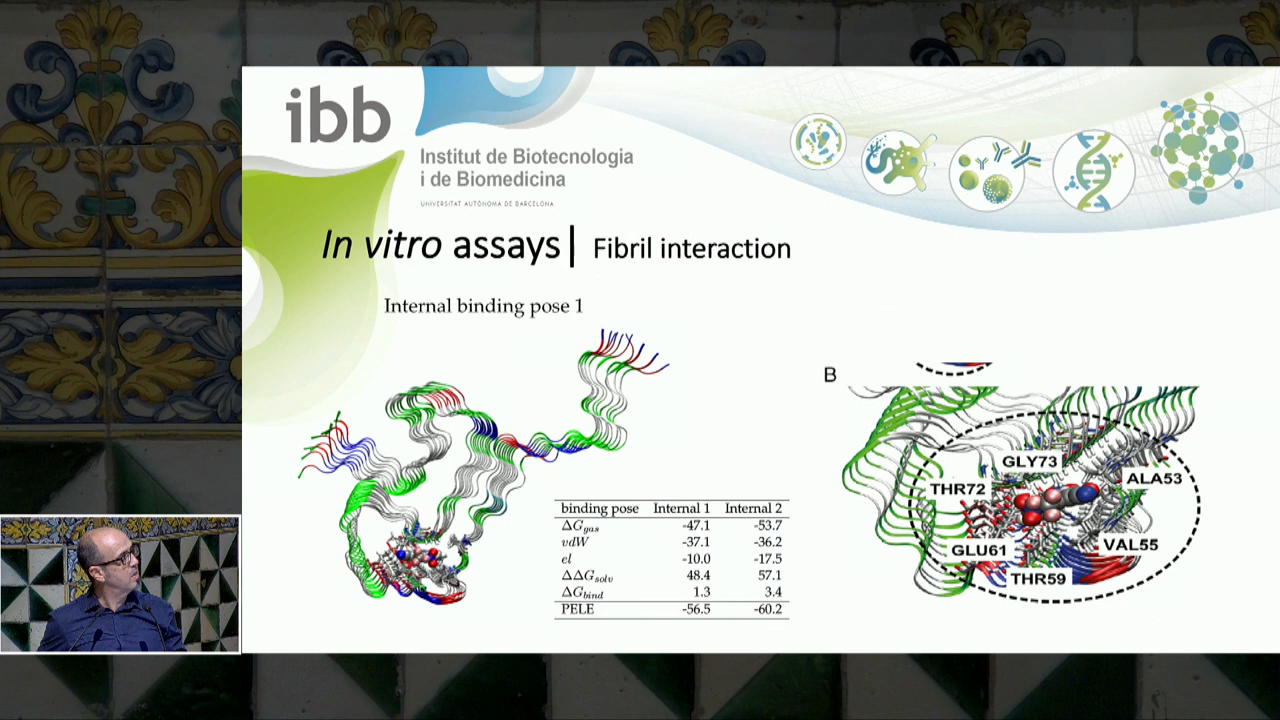 ibb
Institut de Biotecnologia
i de Biomedicina
UNIVERSITAT AUTÒNOMA DE BARCELONA
In vitro assays| Fibril interaction
Internal binding pose 1
binding pose Internal 1 Internal 2
ΔGgas -47.1 -53.7
vdW -37.1 -36.2
el -10.0 -17.5
ΔΔGsolv 48.4 57.1
ΔGbind 1.3 3.4
PELE -56.5 -60.2
B
GLY73
ALA53
THR72
VAL55
GLU61
THR59